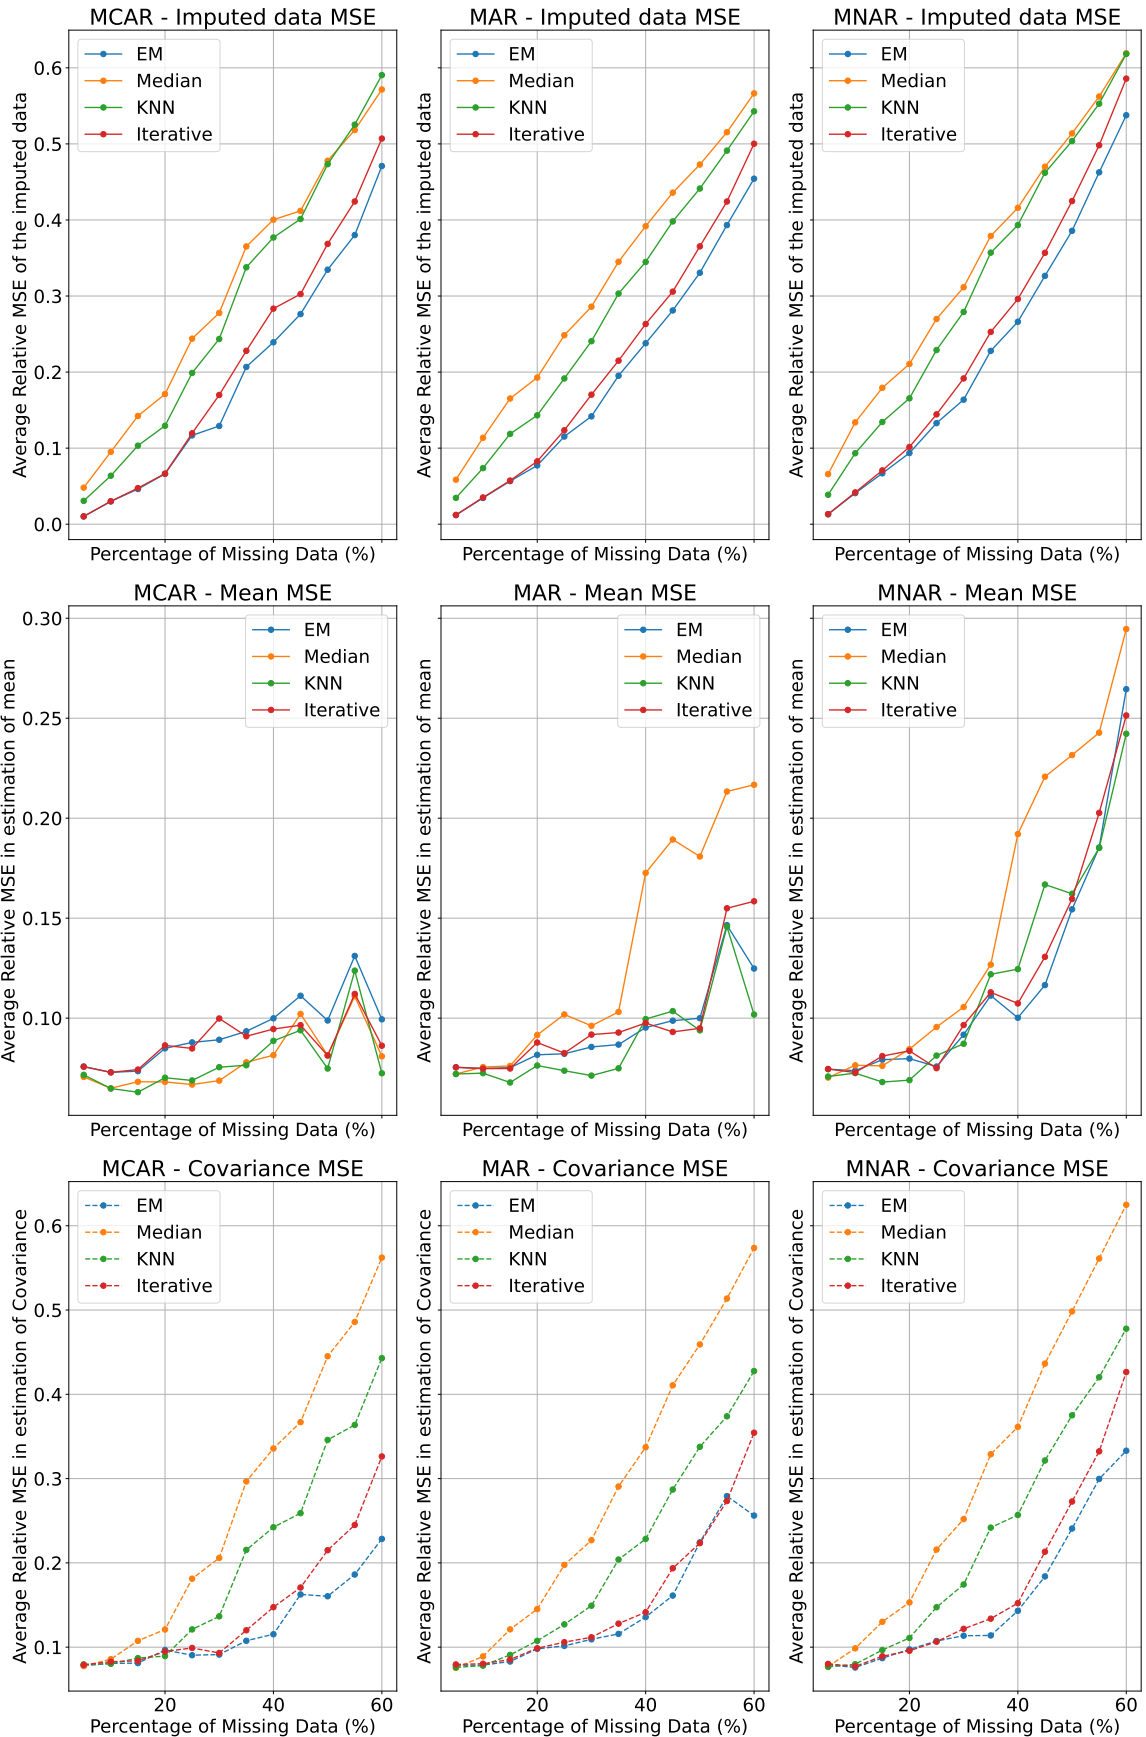 MCAR - Imputed data MSE
Average Relative MSE of the imputed data
0.6
0.5
0.4
0.3
0.2
0.1
0.0
EM
Median
KNN
Iterative
Percentage of Missing Data (%)
MAR - Imputed data MSE
Average Relative MSE of the imputed data
EM
Median
KNN
Iterative
Percentage of Missing Data (%)
MNAR - Imputed data MSE
Average Relative MSE of the imputed data
EM
Median
KNN
Iterative
Percentage of Missing Data (%)
MCAR - Mean MSE
Average Relative MSE in estimation of mean
0.30
0.25
0.20
0.15
0.10
EM
Median
KNN
Iterative
Percentage of Missing Data (%)
MAR - Mean MSE
Average Relative MSE in estimation of mean
EM
Median
KNN
Iterative
Percentage of Missing Data (%)
MNAR - Mean MSE
Average Relative MSE in estimation of mean
EM
Median
KNN
Iterative
Percentage of Missing Data (%)
MCAR - Covariance MSE
Average Relative MSE in estimation of Covariance
0.6
0.5
0.4
0.3
0.2
0.1
EM
Median
KNN
Iterative
20 40 60
Percentage of Missing Data (%)
MAR - Covariance MSE
Average Relative MSE in estimation of Covariance
EM
Median
KNN
Iterative
20 40 60
Percentage of Missing Data (%)
MNAR - Covariance MSE
Average Relative MSE in estimation of Covariance
EM
Median
KNN
Iterative
20 40 60
Percentage of Missing Data (%)